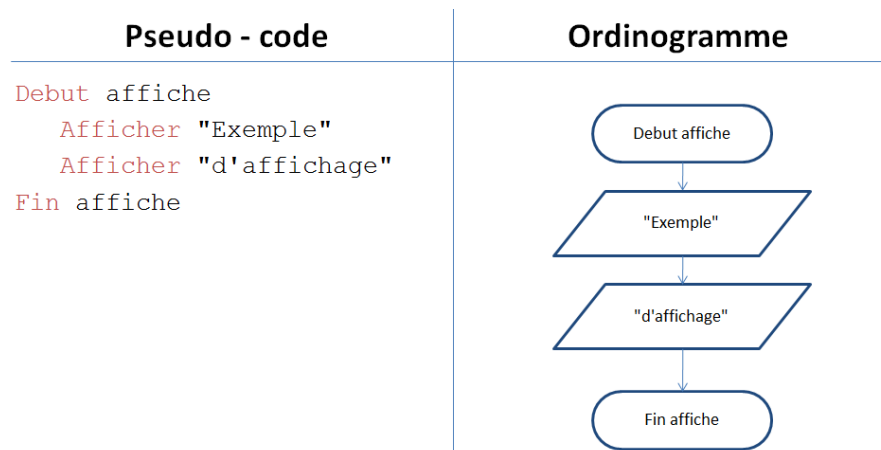 Pseudo - code
Debut affiche
Afficher "Exemple"
Afficher "d'affichage"
Fin affiche
Ordinogramme
Debut affiche
"Exemple"
"d'affichage"
Fin affiche